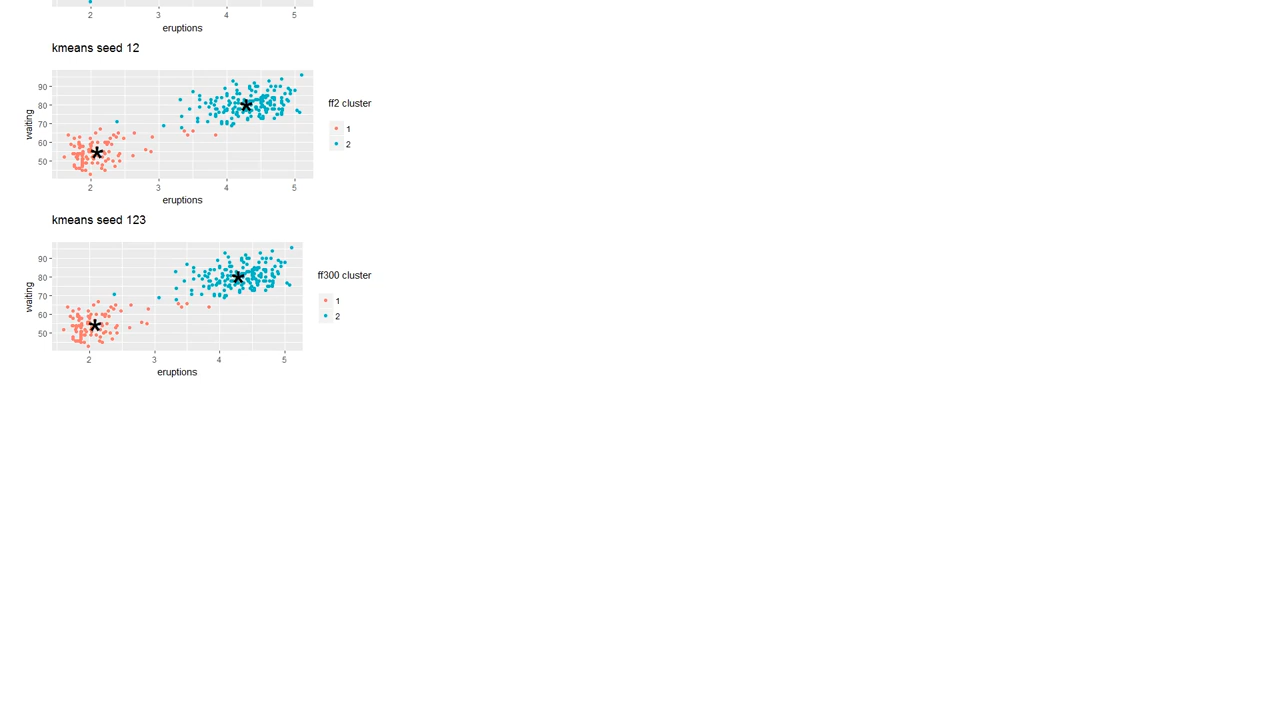 2 3 4 5
eruptions
kmeans seed 12
90
80
70
60
50
waiting
2 3 4 5
eruptions
ff2 cluster
1
2
kmeans seed 123
90
80
70
60
50
waiting
2 3 4 5
eruptions
ff300 cluster
1
2